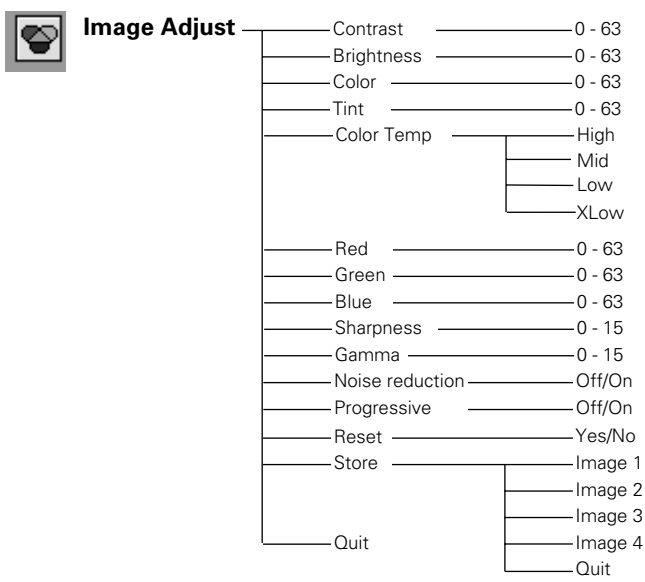 Image Adjust
Contrast 0 - 63
Brightness 0 - 63
Color 0 - 63
Tint 0 - 63
Color Temp High
Mid
Low
XLow
Red 0 - 63
Green 0 - 63
Blue 0 - 63
Sharpness 0 - 15
Gamma 0 - 15
Noise reduction Off/On
Progressive Off/On
Reset Yes/No
Store Image 1
Image 2
Image 3
Quit Image 4
Quit